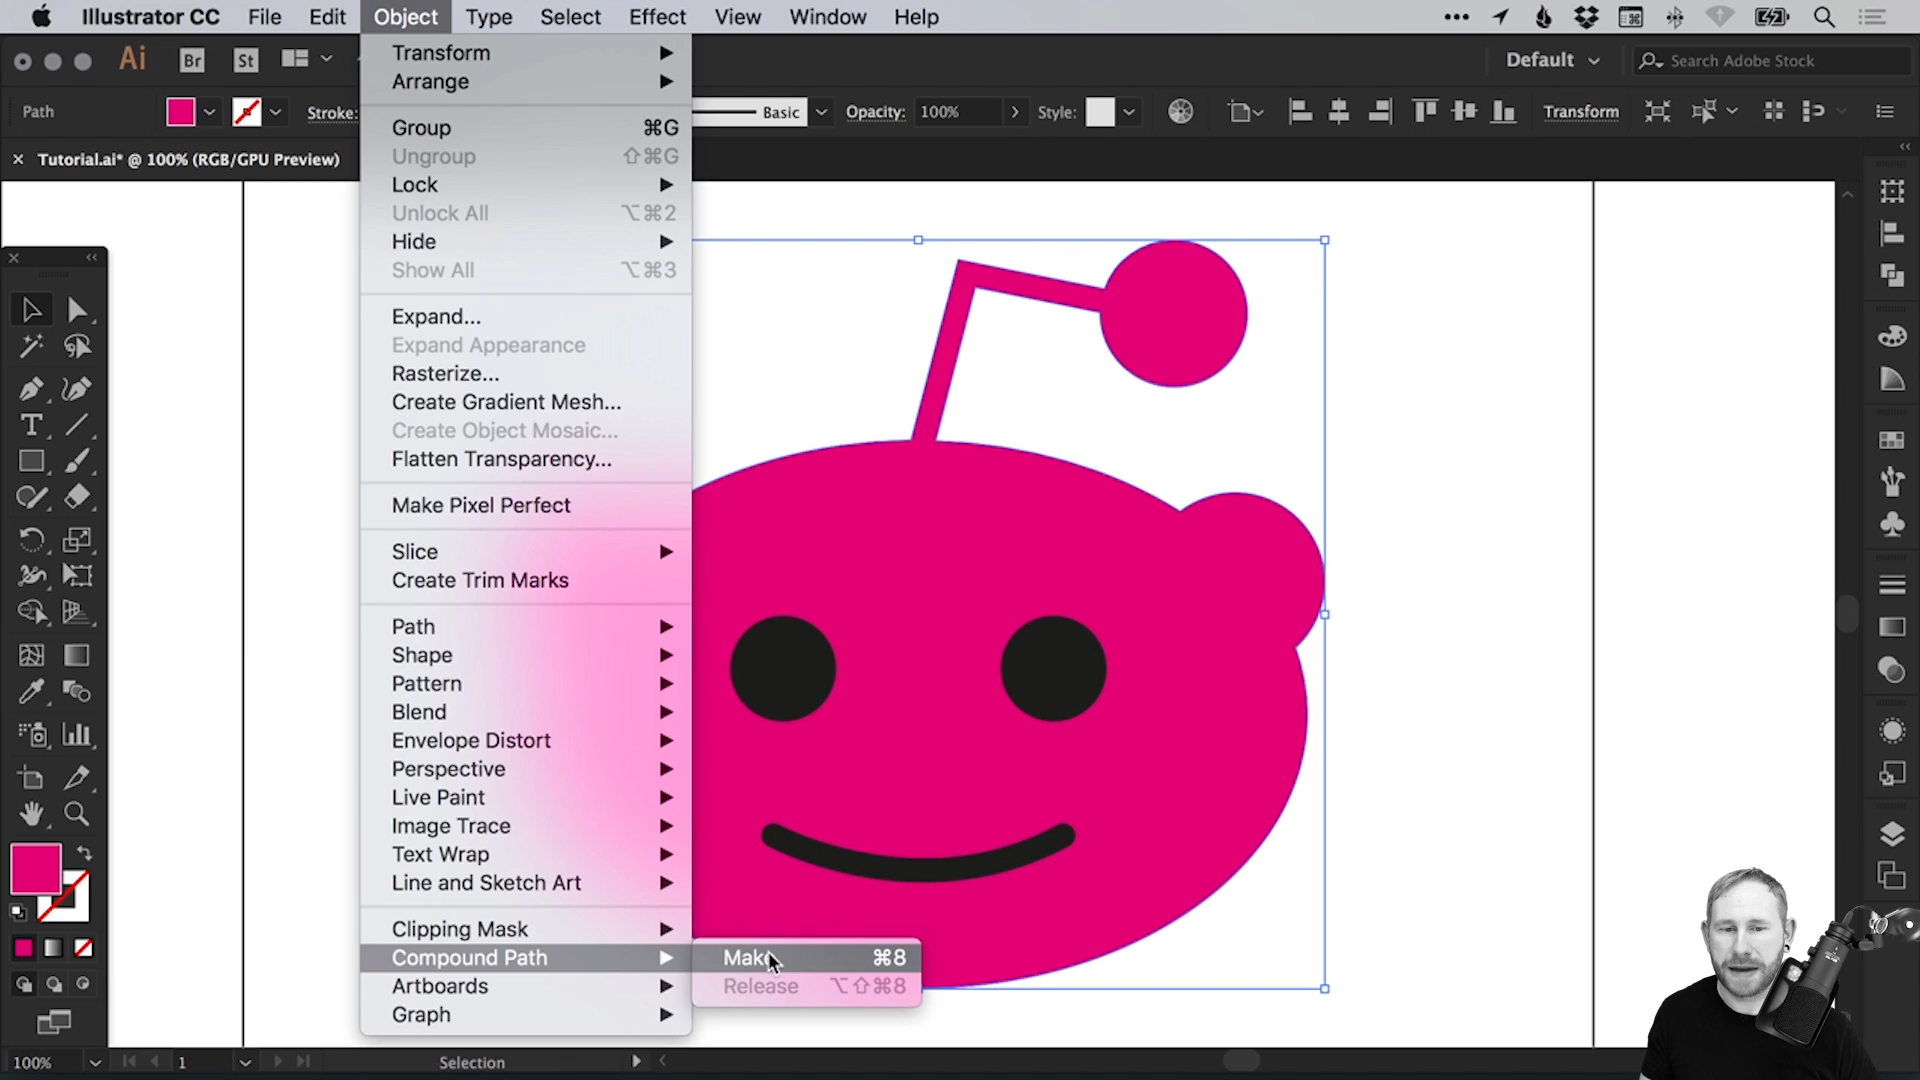 Illustrator CC File Edit Object Type Select Effect View Window Help
Ai Br St Default Search Adobe Stock
Path Stroke: Basic Opacity: 100% Style: Transform
Tutorial.ai* @ 100% (RGB/GPU Preview)
Transform
Arrange
Group ⌘G
Ungroup ⇧⌘G
Lock
Unlock All ⌥⌘2
Hide
Show All ⌥⌘3
Expand...
Expand Appearance
Rasterize...
Create Gradient Mesh...
Create Object Mosaic...
Flatten Transparency...
Make Pixel Perfect
Slice
Create Trim Marks
Path
Shape
Pattern
Blend
Envelope Distort
Perspective
Live Paint
Image Trace
Text Wrap
Line and Sketch Art
Clipping Mask
Compound Path
Make ⌘8
Release ⌥⇧⌘8
Artboards
Graph
100% 1 Selection